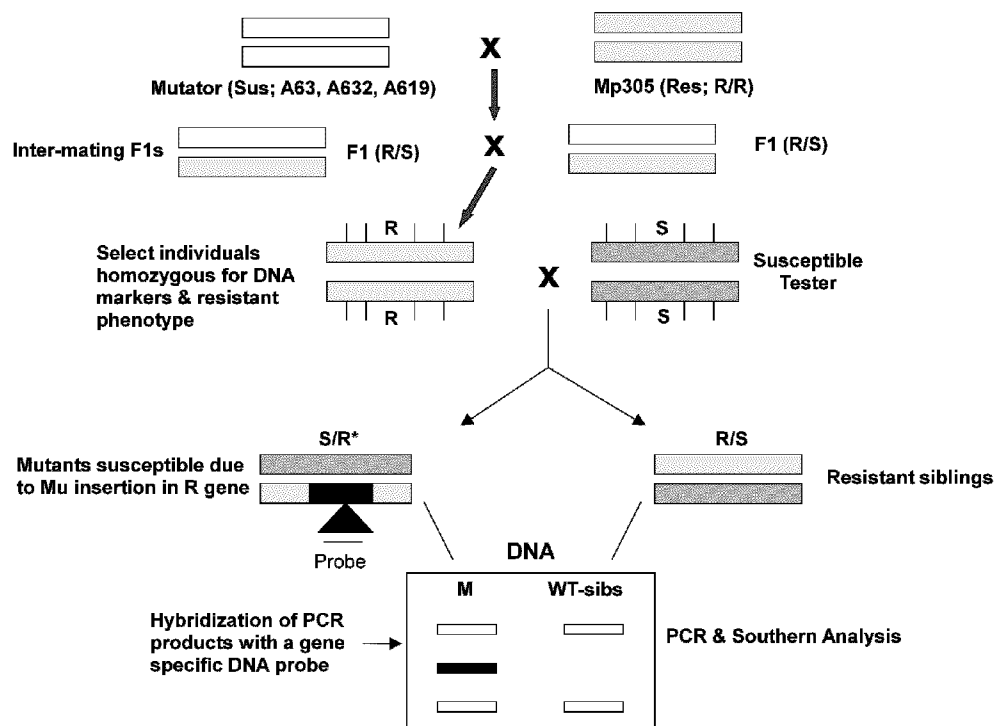 X
Mutator (Sus; A63, A632, A619)
Mp305 (Res; R/R)
Inter-mating F1s
F1 (R/S)
X
F1
(R/S)
R
S
Select individuals
homozygous for DNA
markers & resistant
phenotype
X
Susceptible
Tester
R
S
S/R*
R/S
Mutants susceptible due
to Mu insertion in R gene
Resistant siblings
Probe
DNA
M
WT-sibs
Hybridization of PCR
products with a gene
specific DNA probe
PCR & Southern Analysis